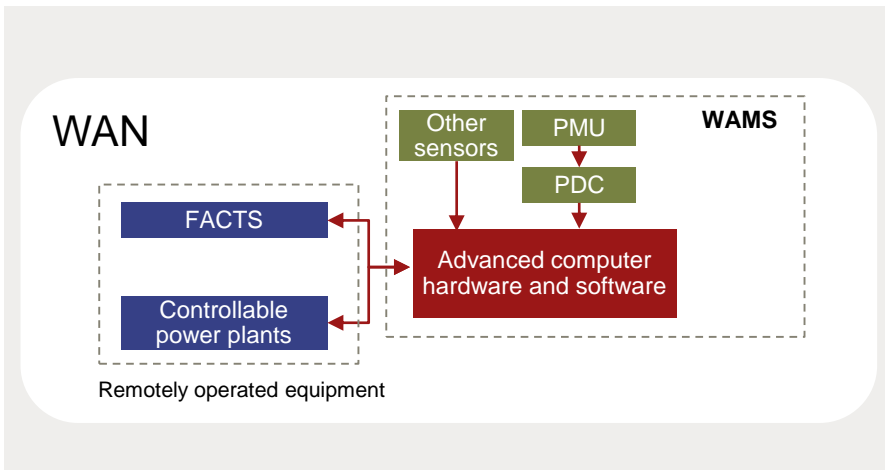 WAN
WAMS
Other
sensors
PMU
PDC
FACTS
Advanced computer
hardware and software
Controllable
power plants
Remotely operated equipment